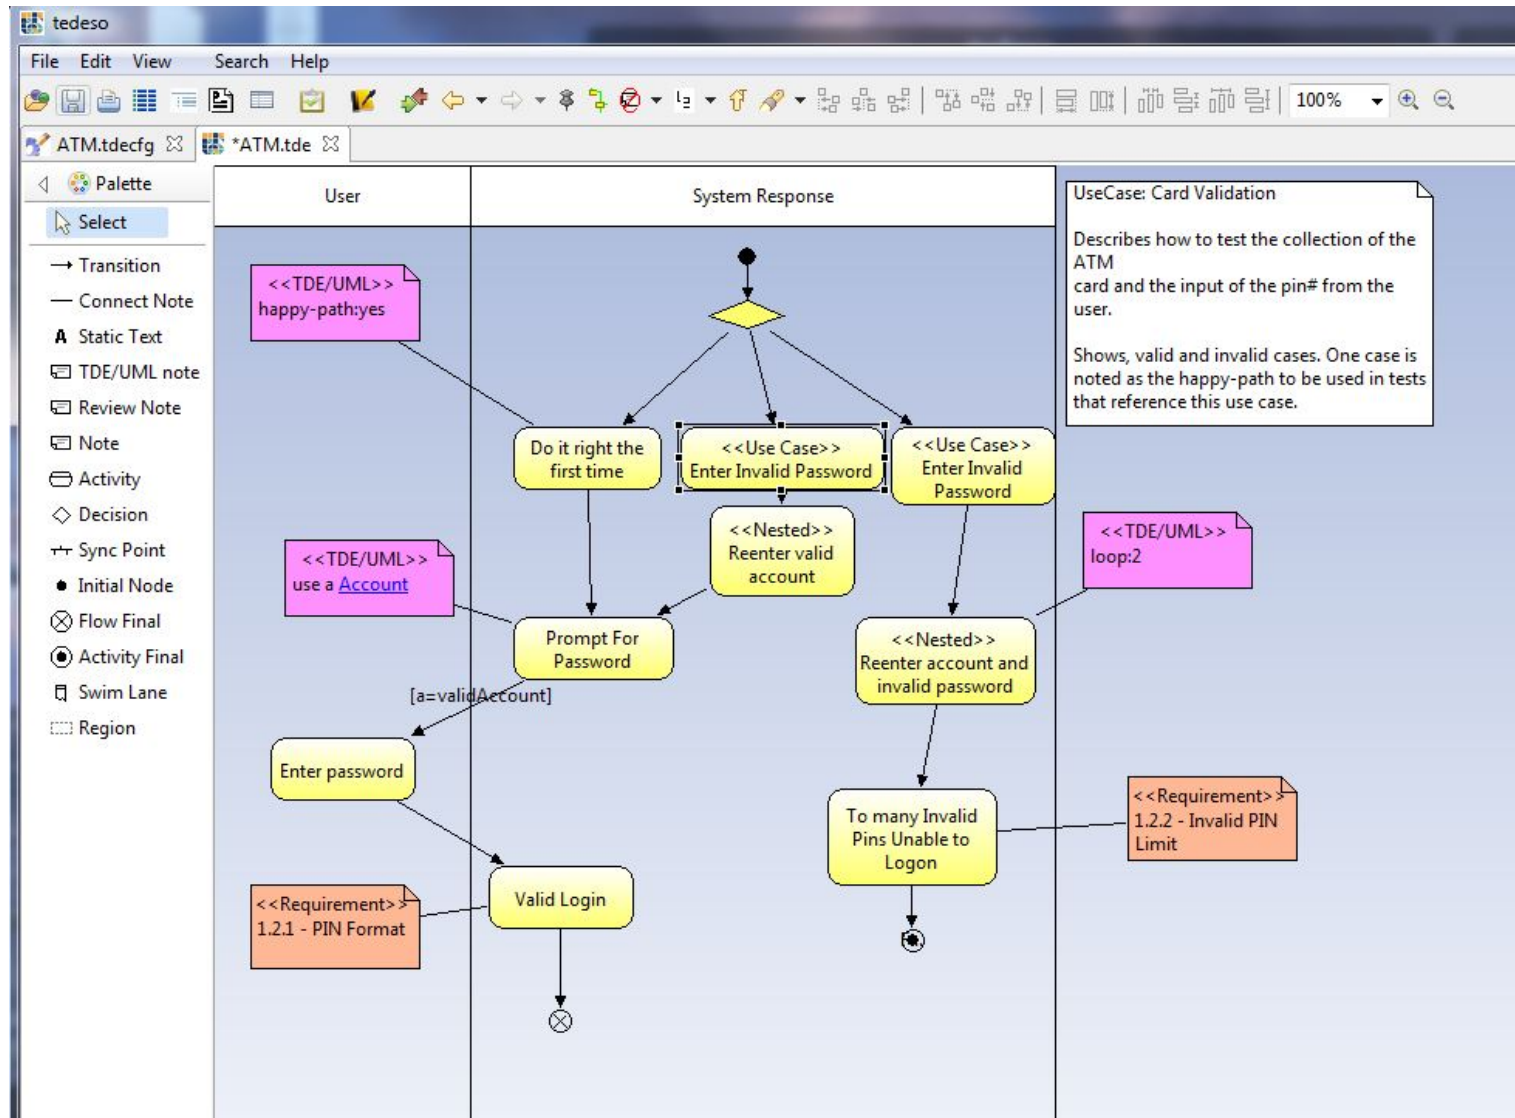 tedeso
File Edit View Search Help
100%
ATM.tdecfg
*ATM.tde
Palette
Select
Transition
Connect Note
A Static Text
TDE/UML note
Review Note
Note
Activity
Decision
Sync Point
Initial Node
Flow Final
Activity Final
Swim Lane
Region
User
System Response
UseCase: Card Validation
Describes how to test the collection of the
ATM
card and the input of the pin# from the
user.
Shows, valid and invalid cases. One case is
noted as the happy-path to be used in tests
that reference this use case.
<<TDE/UML>>
happy-path:yes
Do it right the
first time
<<Use Case>>
Enter Invalid Password
<<Use Case>>
Enter Invalid
Password
<<Nested>>
Reenter valid
account
<<TDE/UML>>
loop:2
<<TDE/UML>>
use a Account
Prompt For
Password
<<Nested>>
Reenter account and
invalid password
[a=validAccount]
Enter password
To many Invalid
Pins Unable to
Logon
<<Requirement>>
1.2.2 - Invalid PIN
Limit
Valid Login
<<Requirement>>
1.2.1 - PIN Format